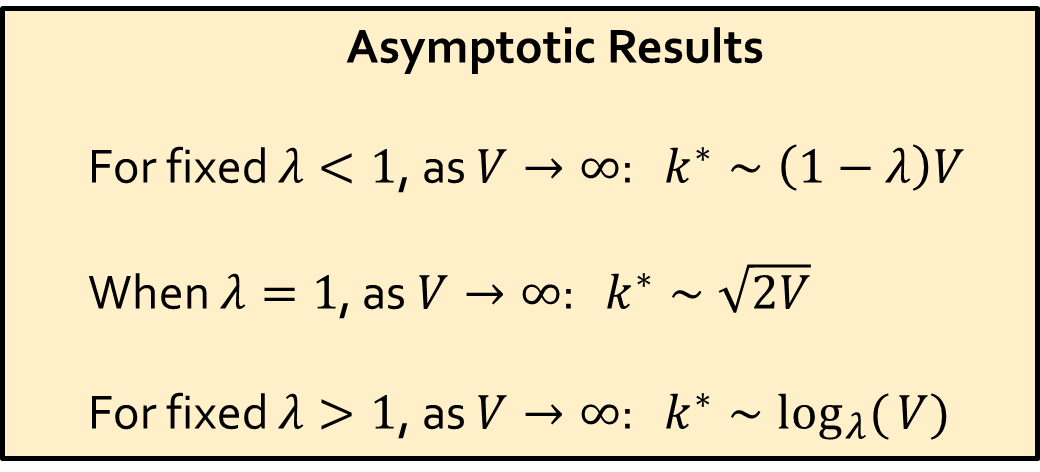 Asymptotic Results
For fixed λ < 1, as V → ∞: k* ~ (1 − λ)V
When λ = 1, as V → ∞: k* ~ √2V
For fixed λ > 1, as V → ∞: k* ~ log_λ(V)